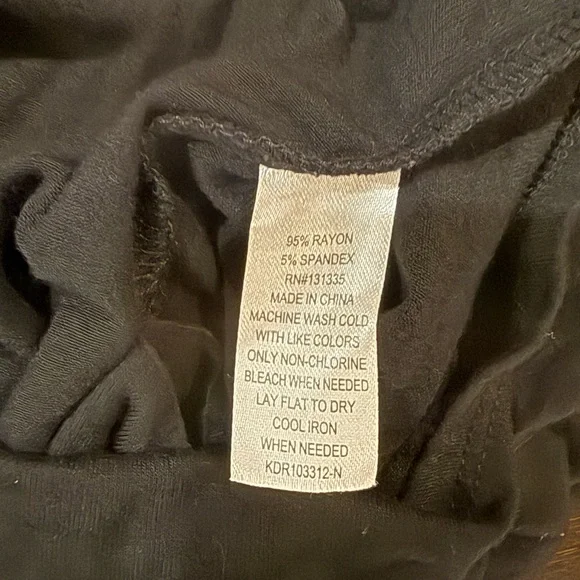 95% RAYON
5% SPANDEX
RN#131335
MADE IN CHINA
MACHINE WASH COLD
WITH LIKE COLORS
ONLY NON-CHLORINE
BLEACH WHEN NEEDED
LAY FLAT TO DRY
COOL IRON
WHEN NEEDED
KDR103312-N